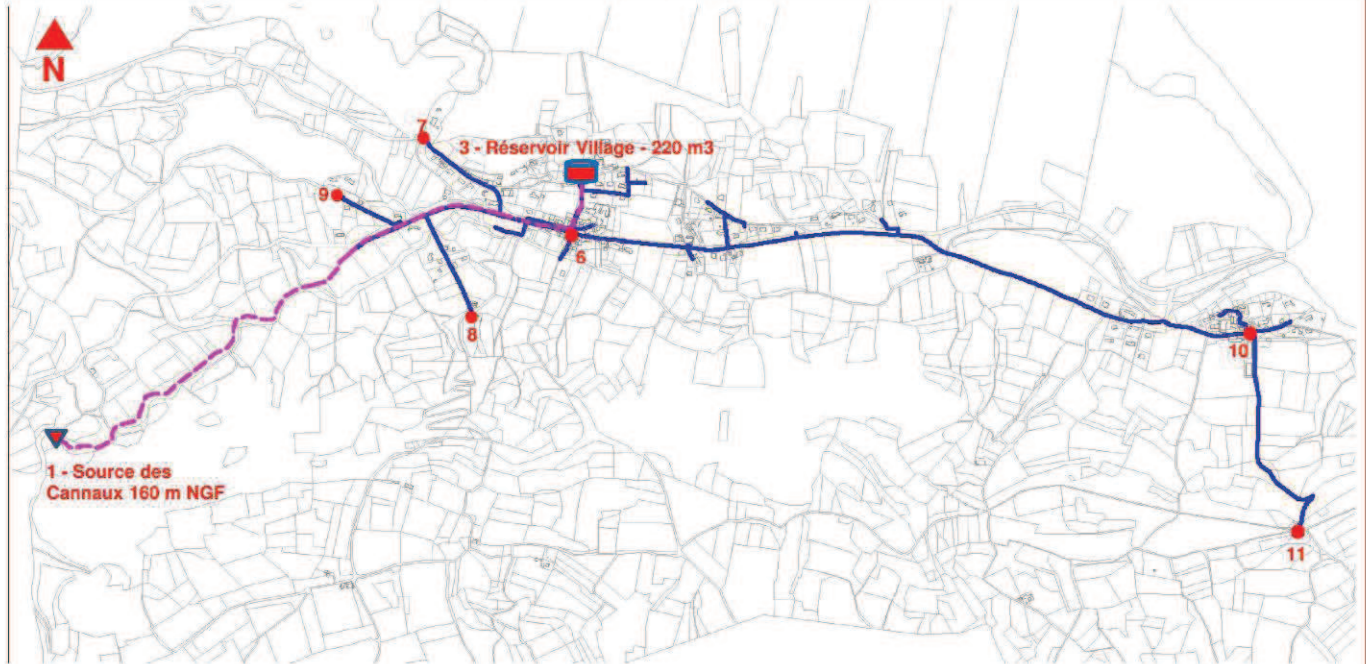 N
7
3 - Réservoir Village - 220 m3
9
6
8
10
1 - Source des
Cannaux 160 m NGF
11